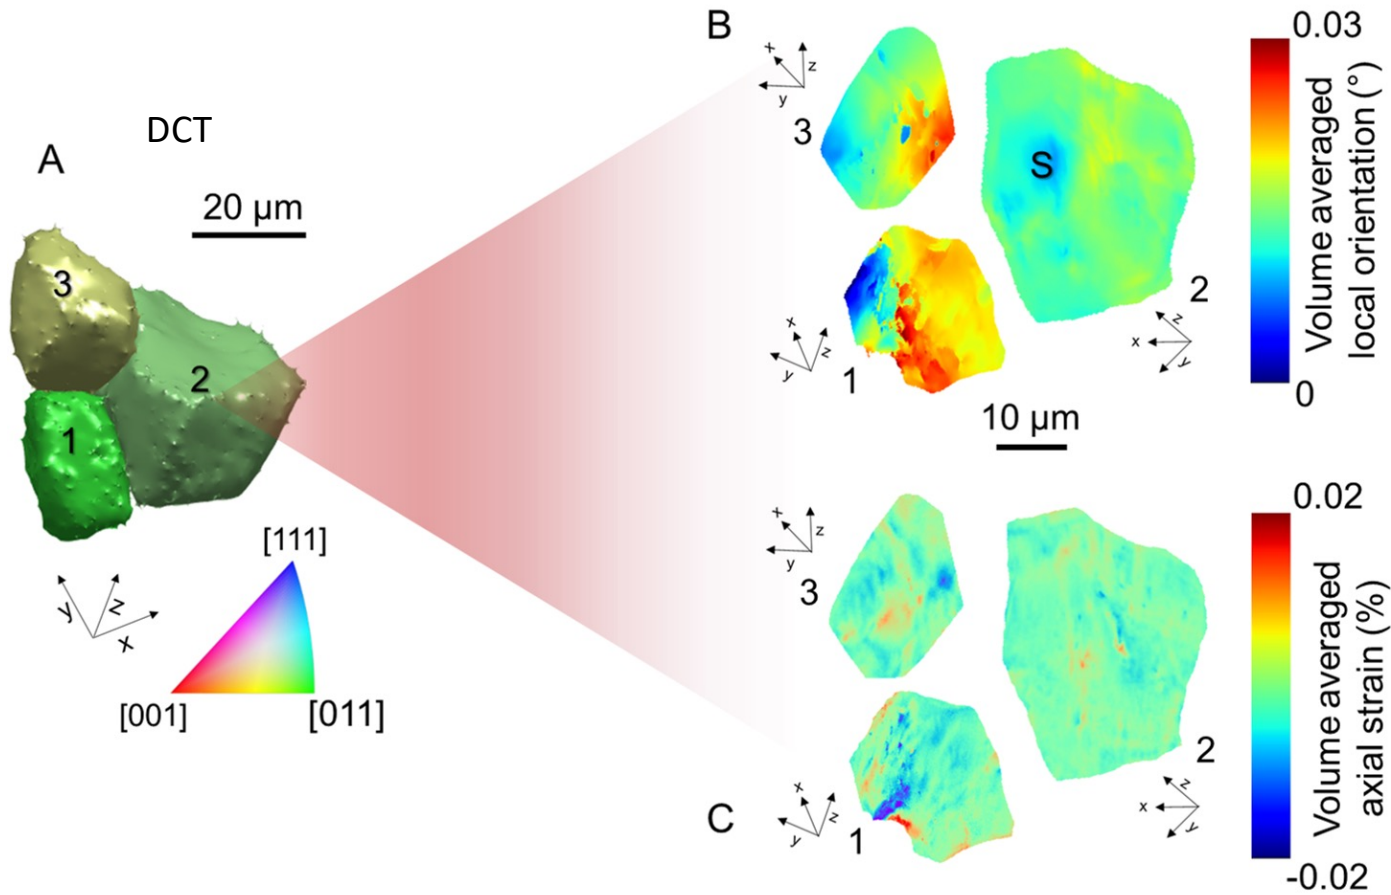 DCT
A
20 µm
3
2
1
y
z
x
[111]
[001]
[011]
B
x
z
y
3
S
2
z
x
y
x
z
y
1
10 µm
0.03
Volume averaged
local orientation (°)
0
C
x
z
y
3
2
z
x
y
x
z
y
1
0.02
Volume averaged
axial strain (%)
-0.02